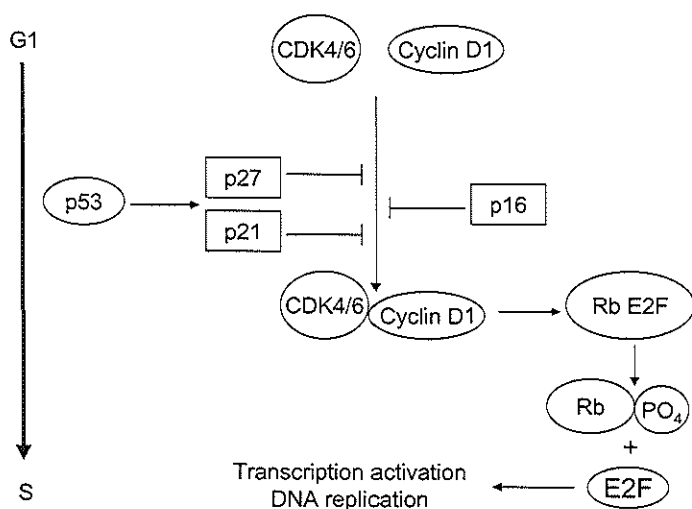 G1
CDK4/6
Cyclin D1
p27
p53
p21
p16
CDK4/6
Cyclin D1
Rb E2F
Rb
PO4
+
Transcription activation
DNA replication
E2F
S